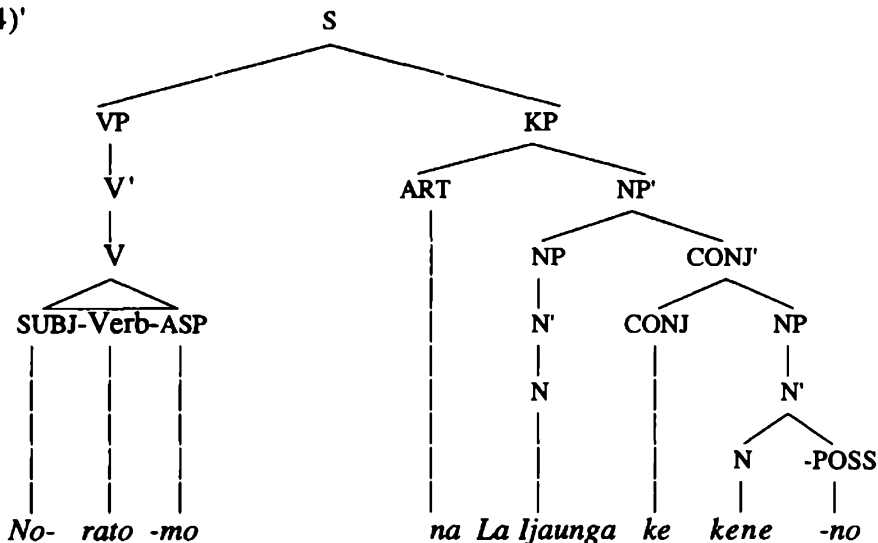 4)'
S
VP KP
V' ART NP'
V NP CONJ'
SUBJ-Verb-ASP N' CONJ NP
N N'
N -POSS
No- rato -mo na La Ijaunga ke kene -no